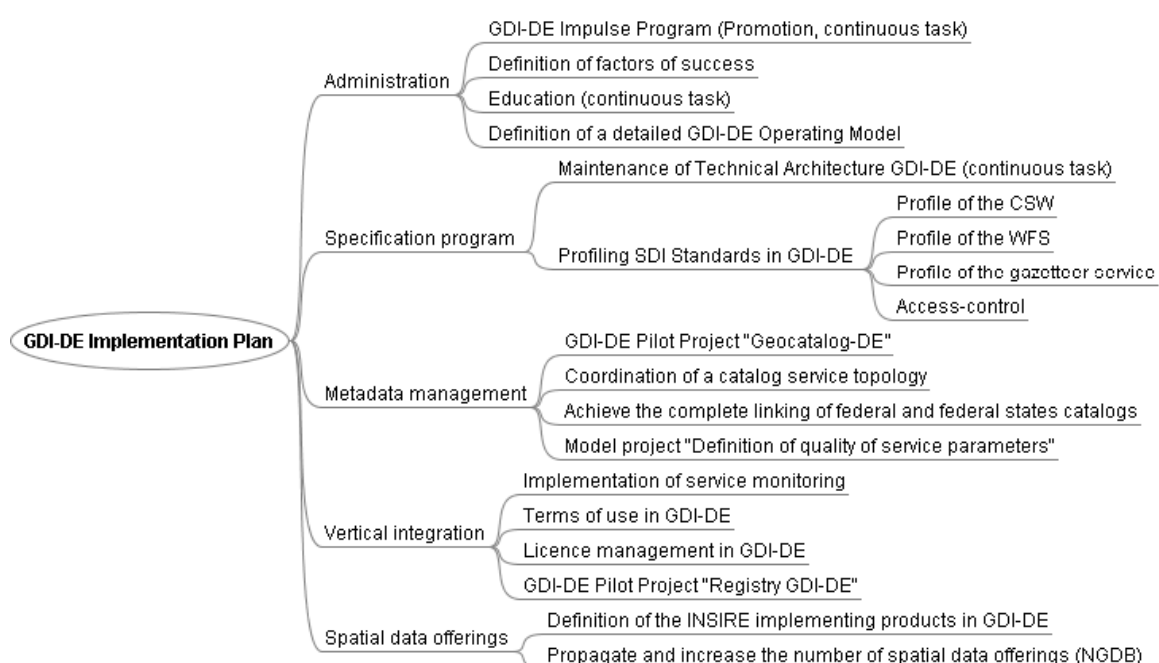 GDI-DE Implementation Plan
Administration
GDI-DE Impulse Program (Promotion, continuous task)
Definition of factors of success
Education (continuous task)
Definition of a detailed GDI-DE Operating Model
Specification program
Maintenance of Technical Architecture GDI-DE (continuous task)
Profiling SDI Standards in GDI-DE
Profile of the CSW
Profile of the WFS
Profile of the gazetteer service
Access-control
Metadata management
GDI-DE Pilot Project "Geocatalog-DE"
Coordination of a catalog service topology
Achieve the complete linking of federal and federal states catalogs
Model project "Definition of quality of service parameters"
Vertical integration
Implementation of service monitoring
Terms of use in GDI-DE
Licence management in GDI-DE
GDI-DE Pilot Project "Registry GDI-DE"
Spatial data offerings
Definition of the INSIRE implementing products in GDI-DE
Propagate and increase the number of spatial data offerings (NGDB)